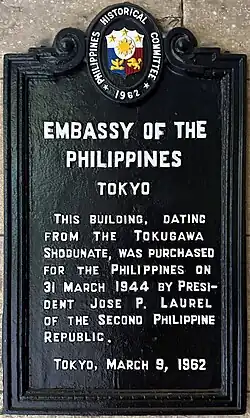 PHILIPPINES HISTORICAL COMMITTEE
★ 1962 ★
EMBASSY OF THE
PHILIPPINES
TOKYO
THIS BUILDING, DATING
FROM THE TOKUGAWA
SHOGUNATE, WAS PURCHASED
FOR THE PHILIPPINES ON
31 MARCH 1944 BY PRESI-
DENT JOSE P. LAUREL
OF THE SECOND PHILIPPINE
REPUBLIC.
TOKYO, MARCH 9, 1962